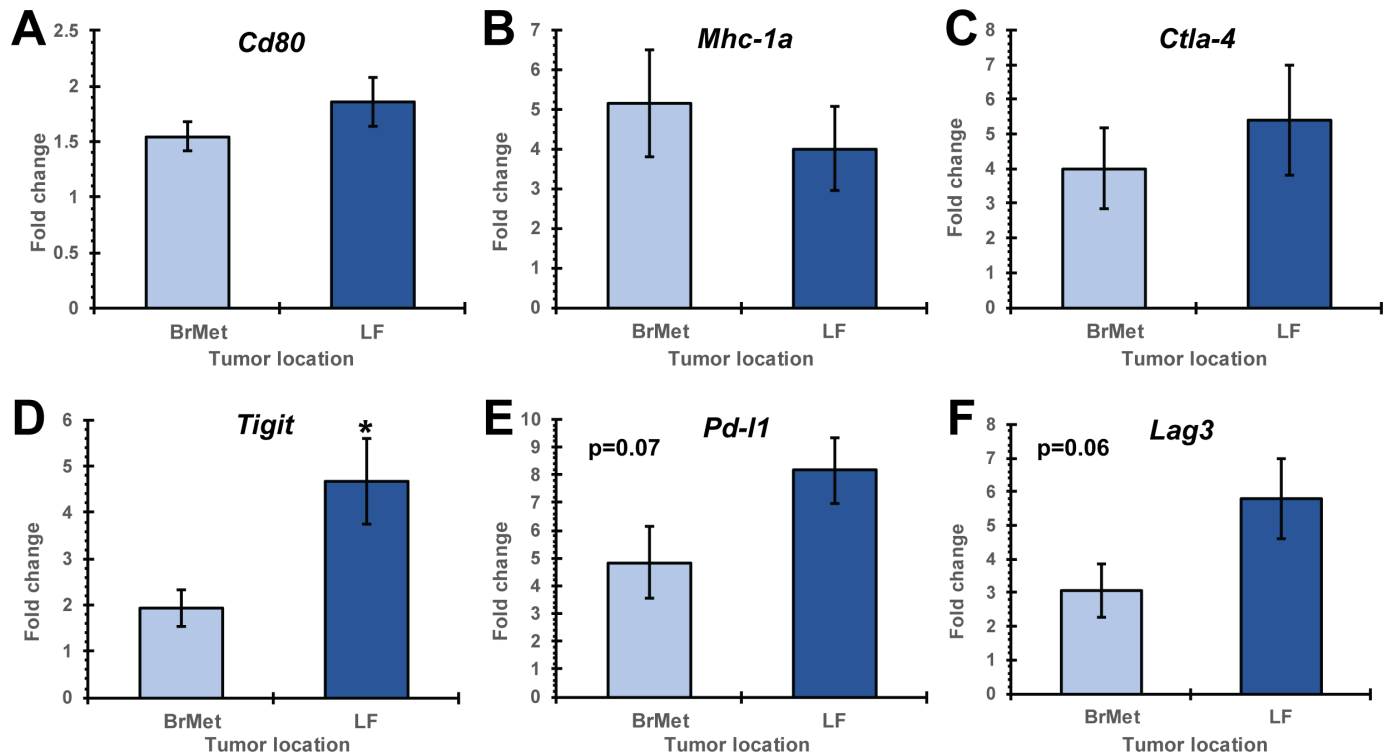 A
Cd80
2.5
2
1.5
1
0.5
0
Fold change
BrMet LF
Tumor location
B
Mhc-1a
7
6
5
4
3
2
1
0
Fold change
BrMet LF
Tumor location
C
Ctla-4
8
7
6
5
4
3
2
1
0
Fold change
BrMet LF
Tumor location
D
Tigit
*
6
5
4
3
2
1
0
Fold change
BrMet LF
Tumor location
E
Pd-l1
p=0.07
10
9
8
7
6
5
4
3
2
1
0
Fold change
BrMet LF
Tumor location
F
Lag3
p=0.06
8
7
6
5
4
3
2
1
0
Fold change
BrMet LF
Tumor location